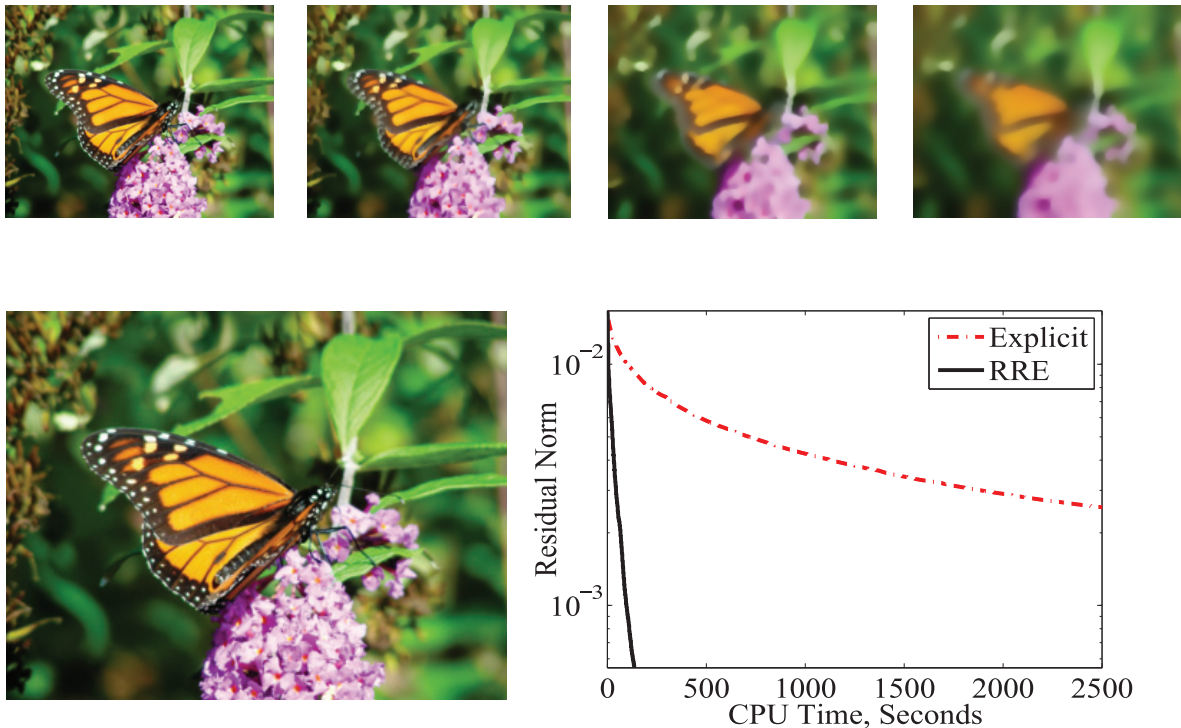 10^-2
10^-3
Residual Norm
Explicit
RRE
0 500 1000 1500 2000 2500
CPU Time, Seconds